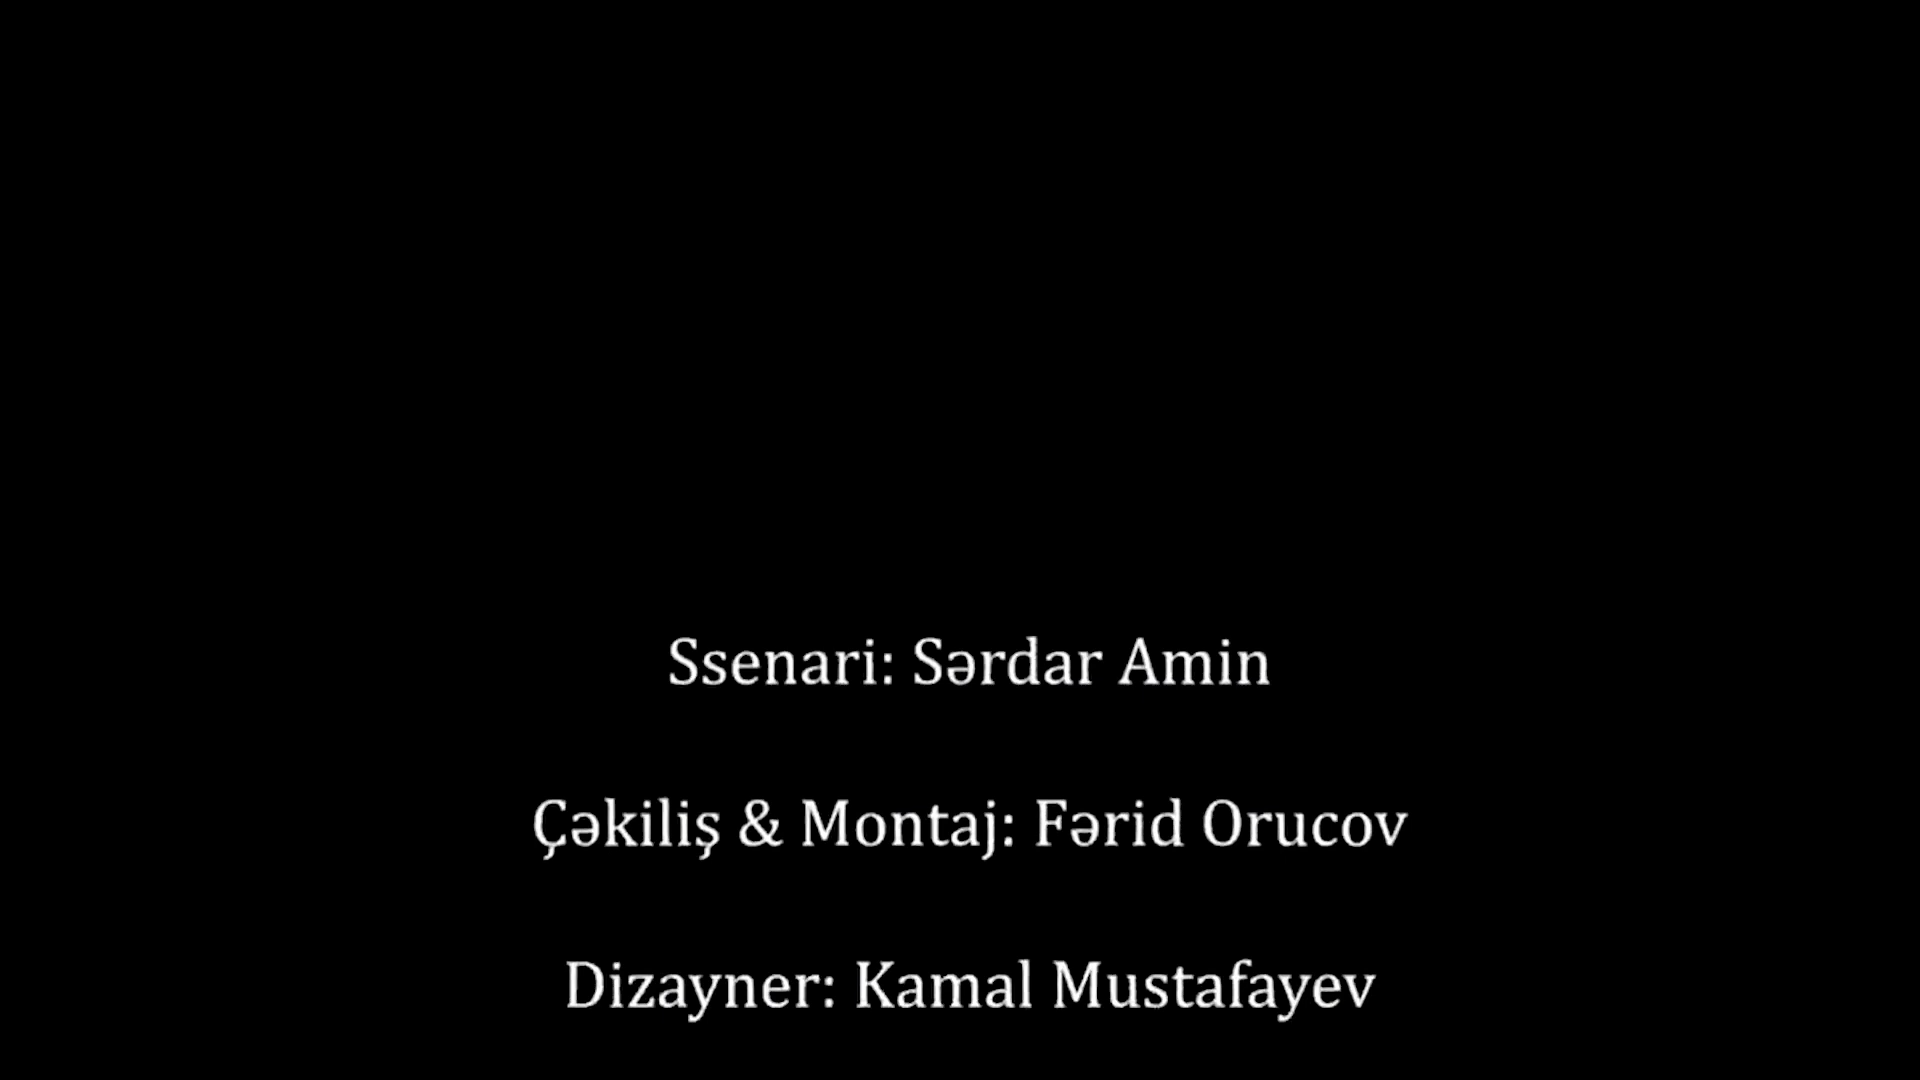 Ssenari: Sərdar Amin
Çəkiliş & Montaj: Fərid Orucov
Dizayner: Kamal Mustafayev